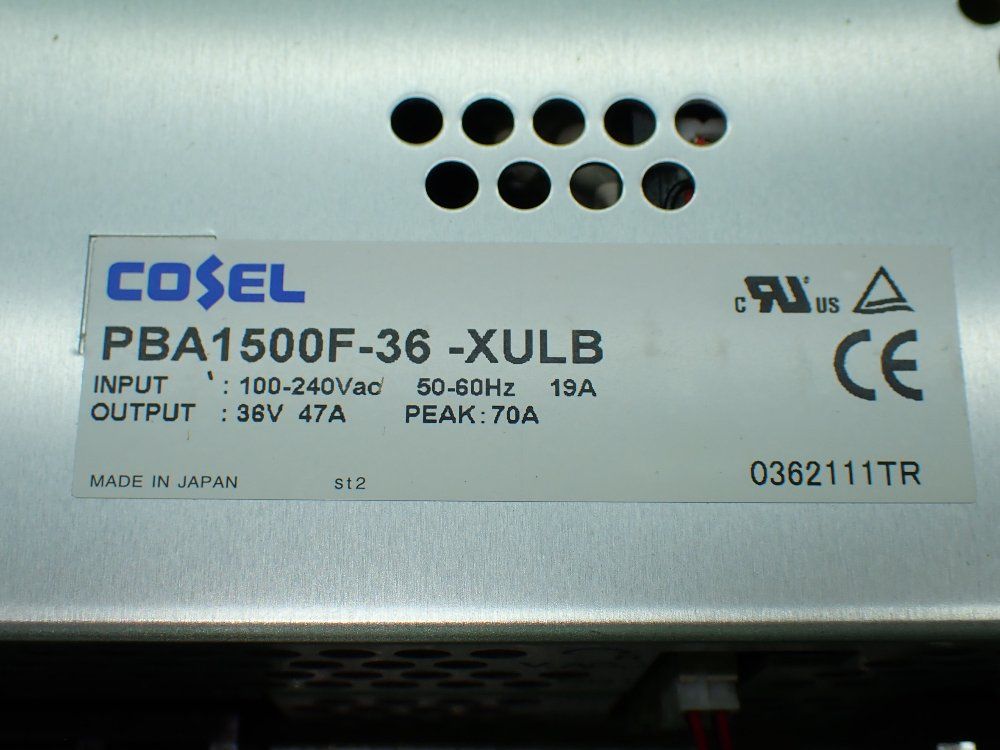 COSEL
c RU US
PBA1500F-36 -XULB
CE
INPUT : 100-240Vac 50-60Hz 19A
OUTPUT : 36V 47A PEAK: 70A
MADE IN JAPAN st2 0362111TR